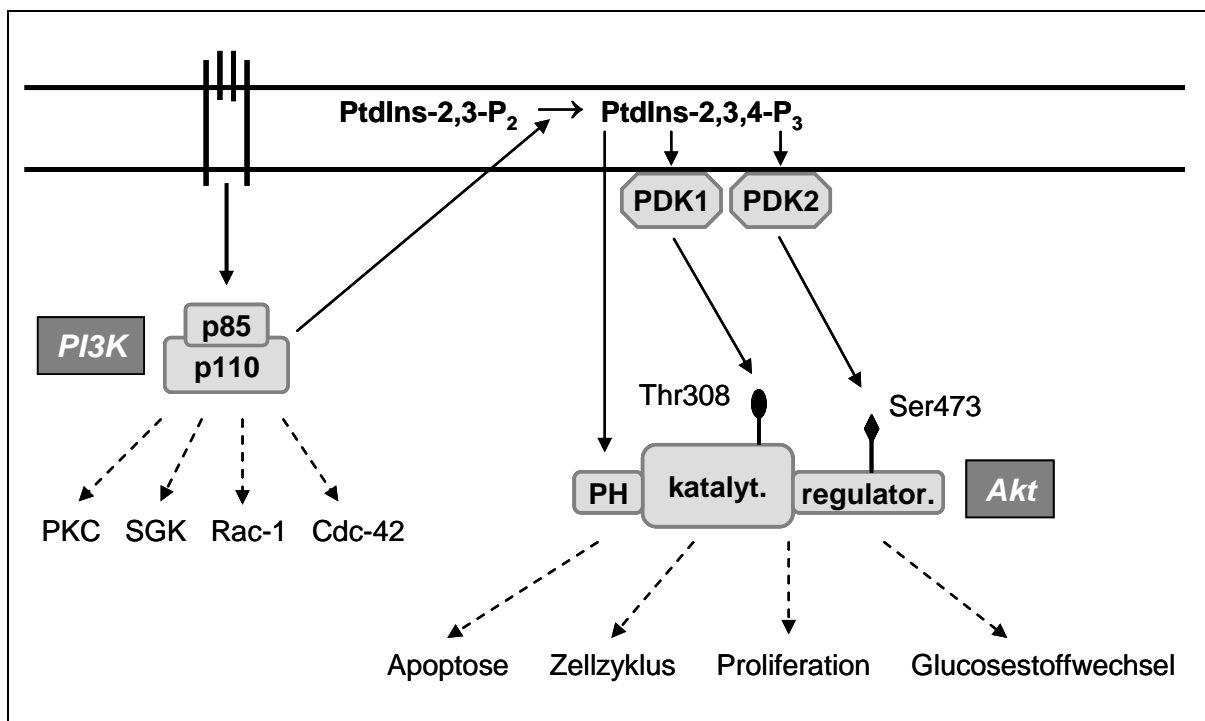 PtdIns-2,3-P2 → PtdIns-2,3,4-P3
PDK1 PDK2
PI3K
p85
p110
Thr308
Ser473
PH katalyt. regulator. Akt
PKC SGK Rac-1 Cdc-42
Apoptose Zellzyklus Proliferation Glucosestoffwechsel